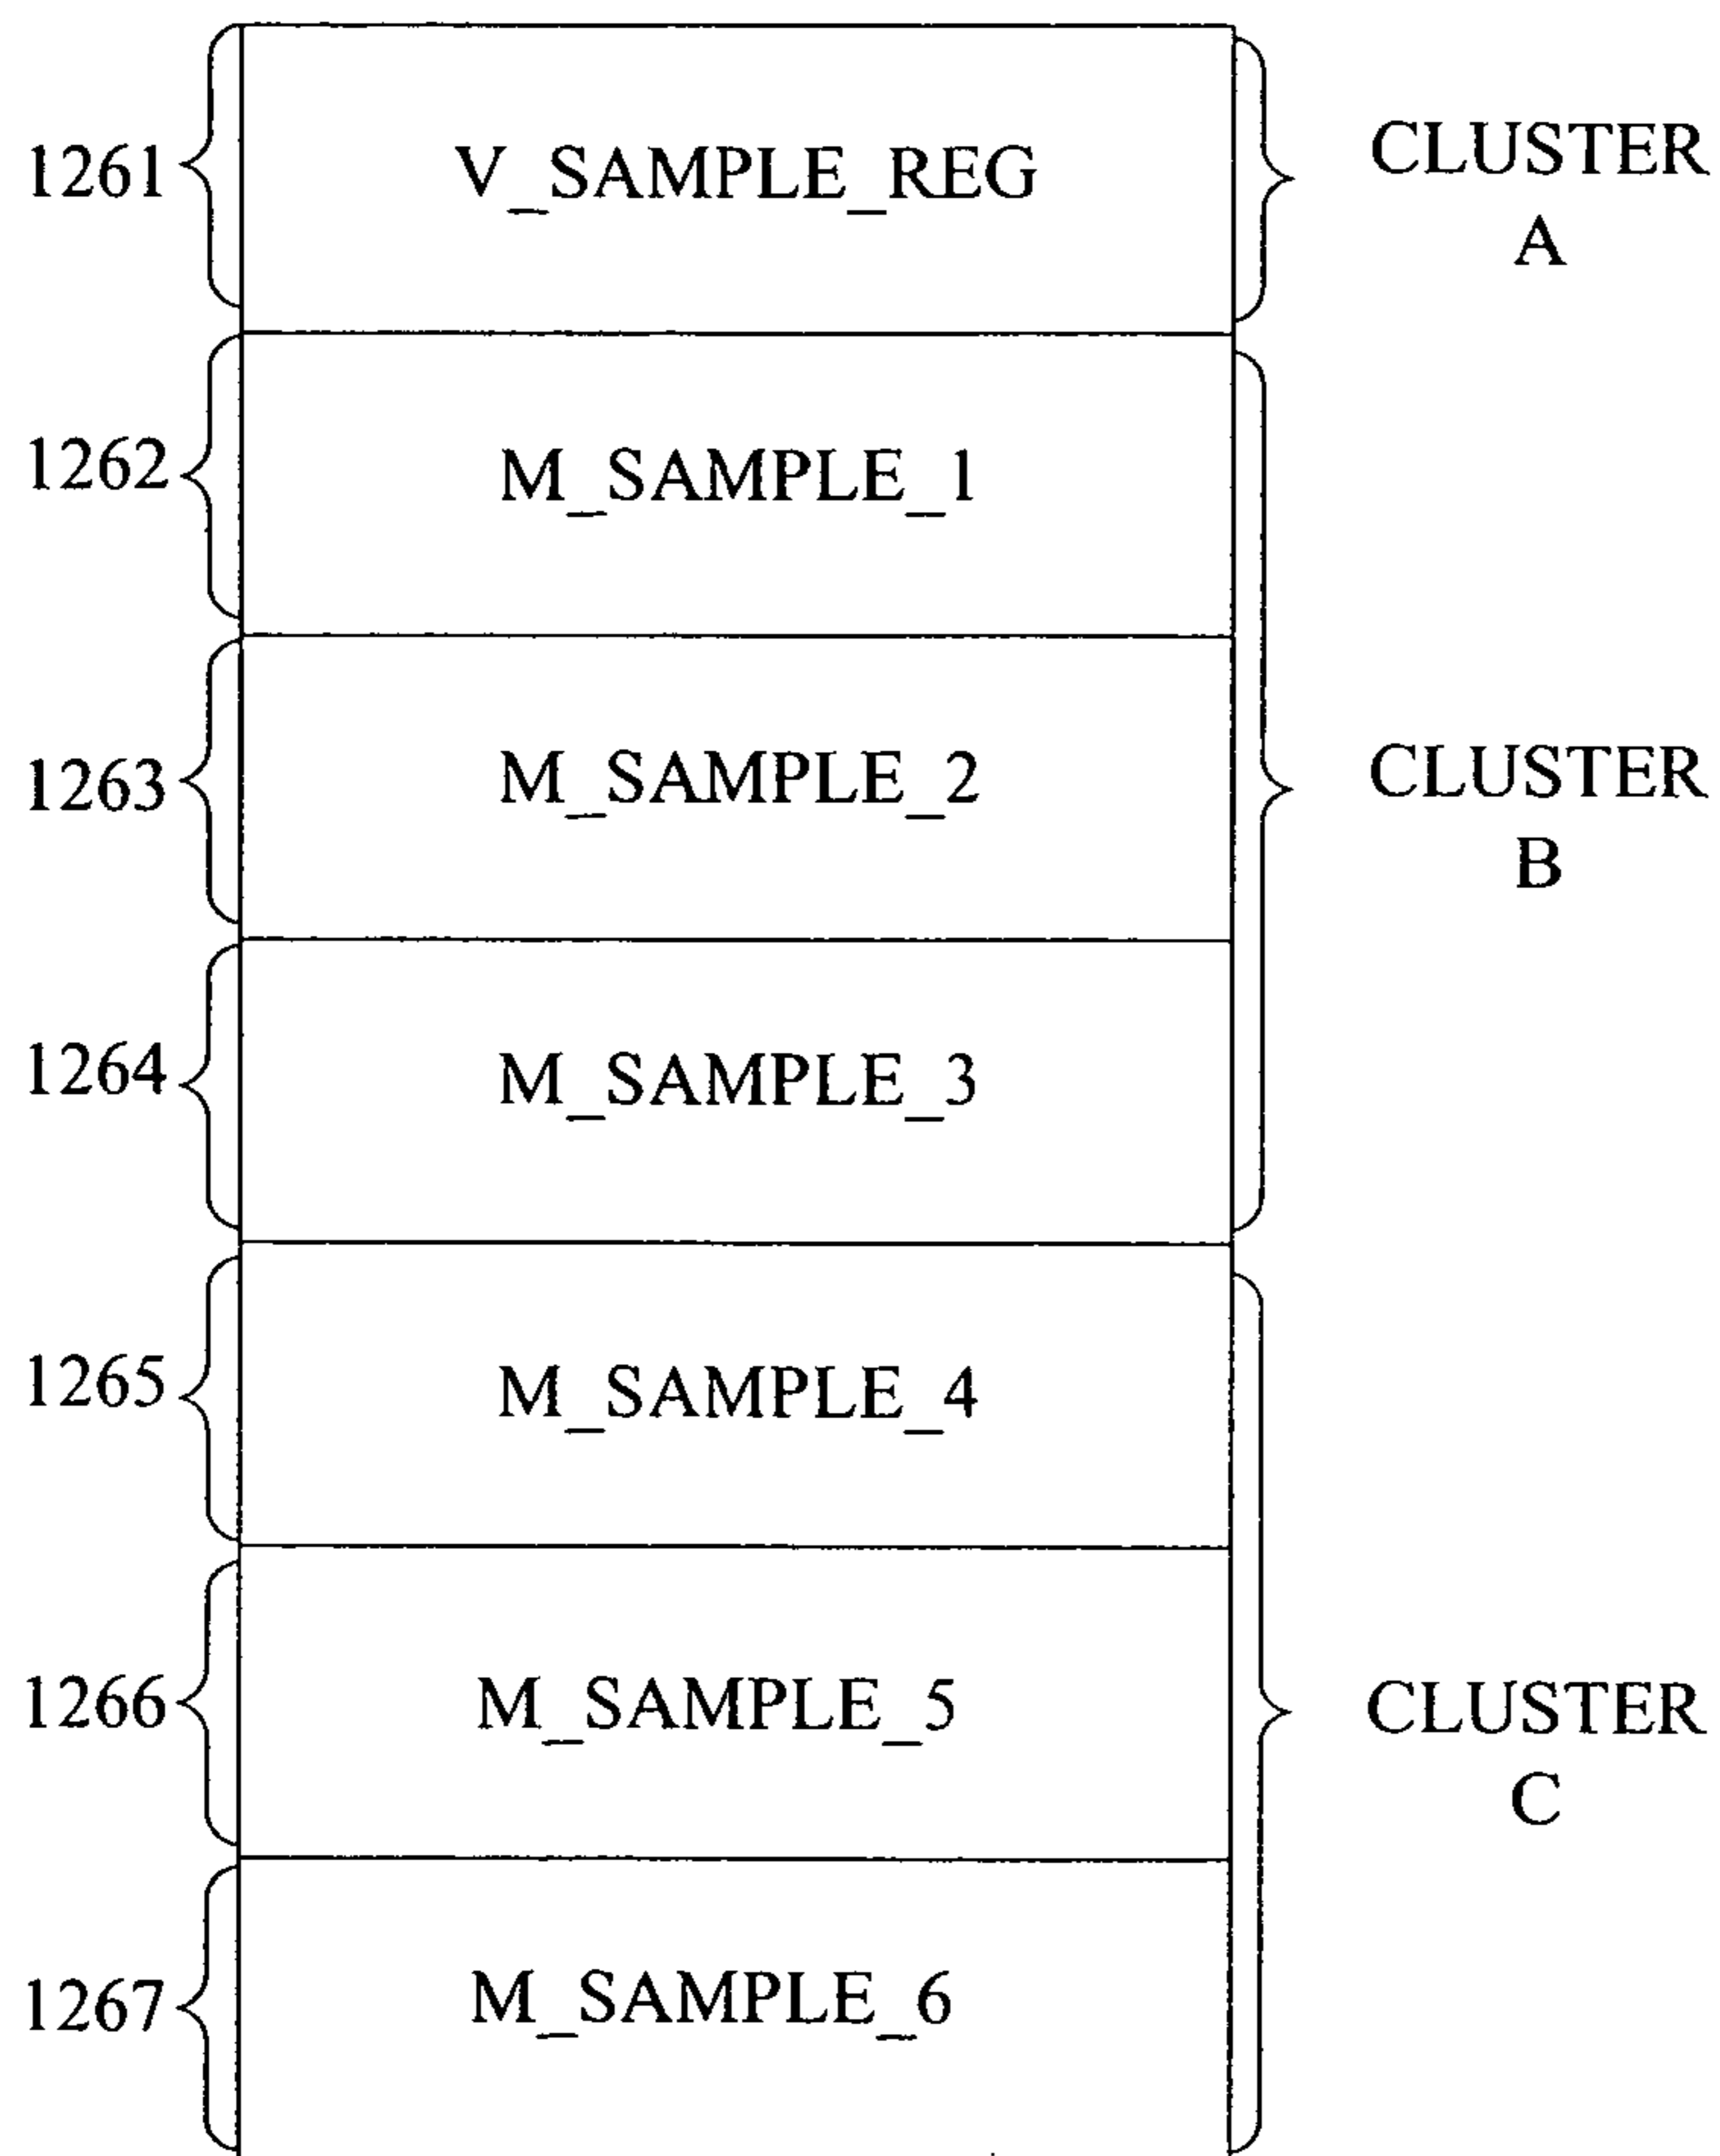 1261 V_SAMPLE_REG CLUSTER
A
1262 M_SAMPLE_1
1263 M_SAMPLE_2 CLUSTER
B
1264 M_SAMPLE_3
1265 M_SAMPLE_4
1266 M_SAMPLE_5 CLUSTER
C
1267 M_SAMPLE_6